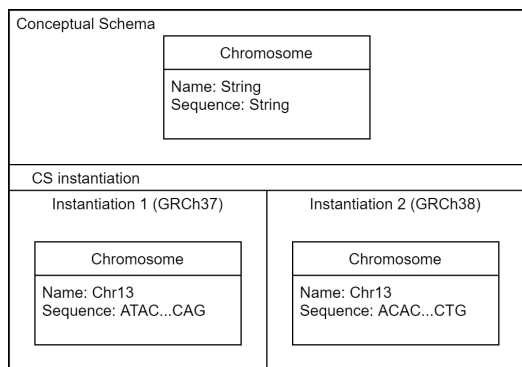 Conceptual Schema
Chromosome
Name: String
Sequence: String
CS instantiation
Instantiation 1 (GRCh37)
Chromosome
Name: Chr13
Sequence: ATAC...CAG
Instantiation 2 (GRCh38)
Chromosome
Name: Chr13
Sequence: ACAC...CTG